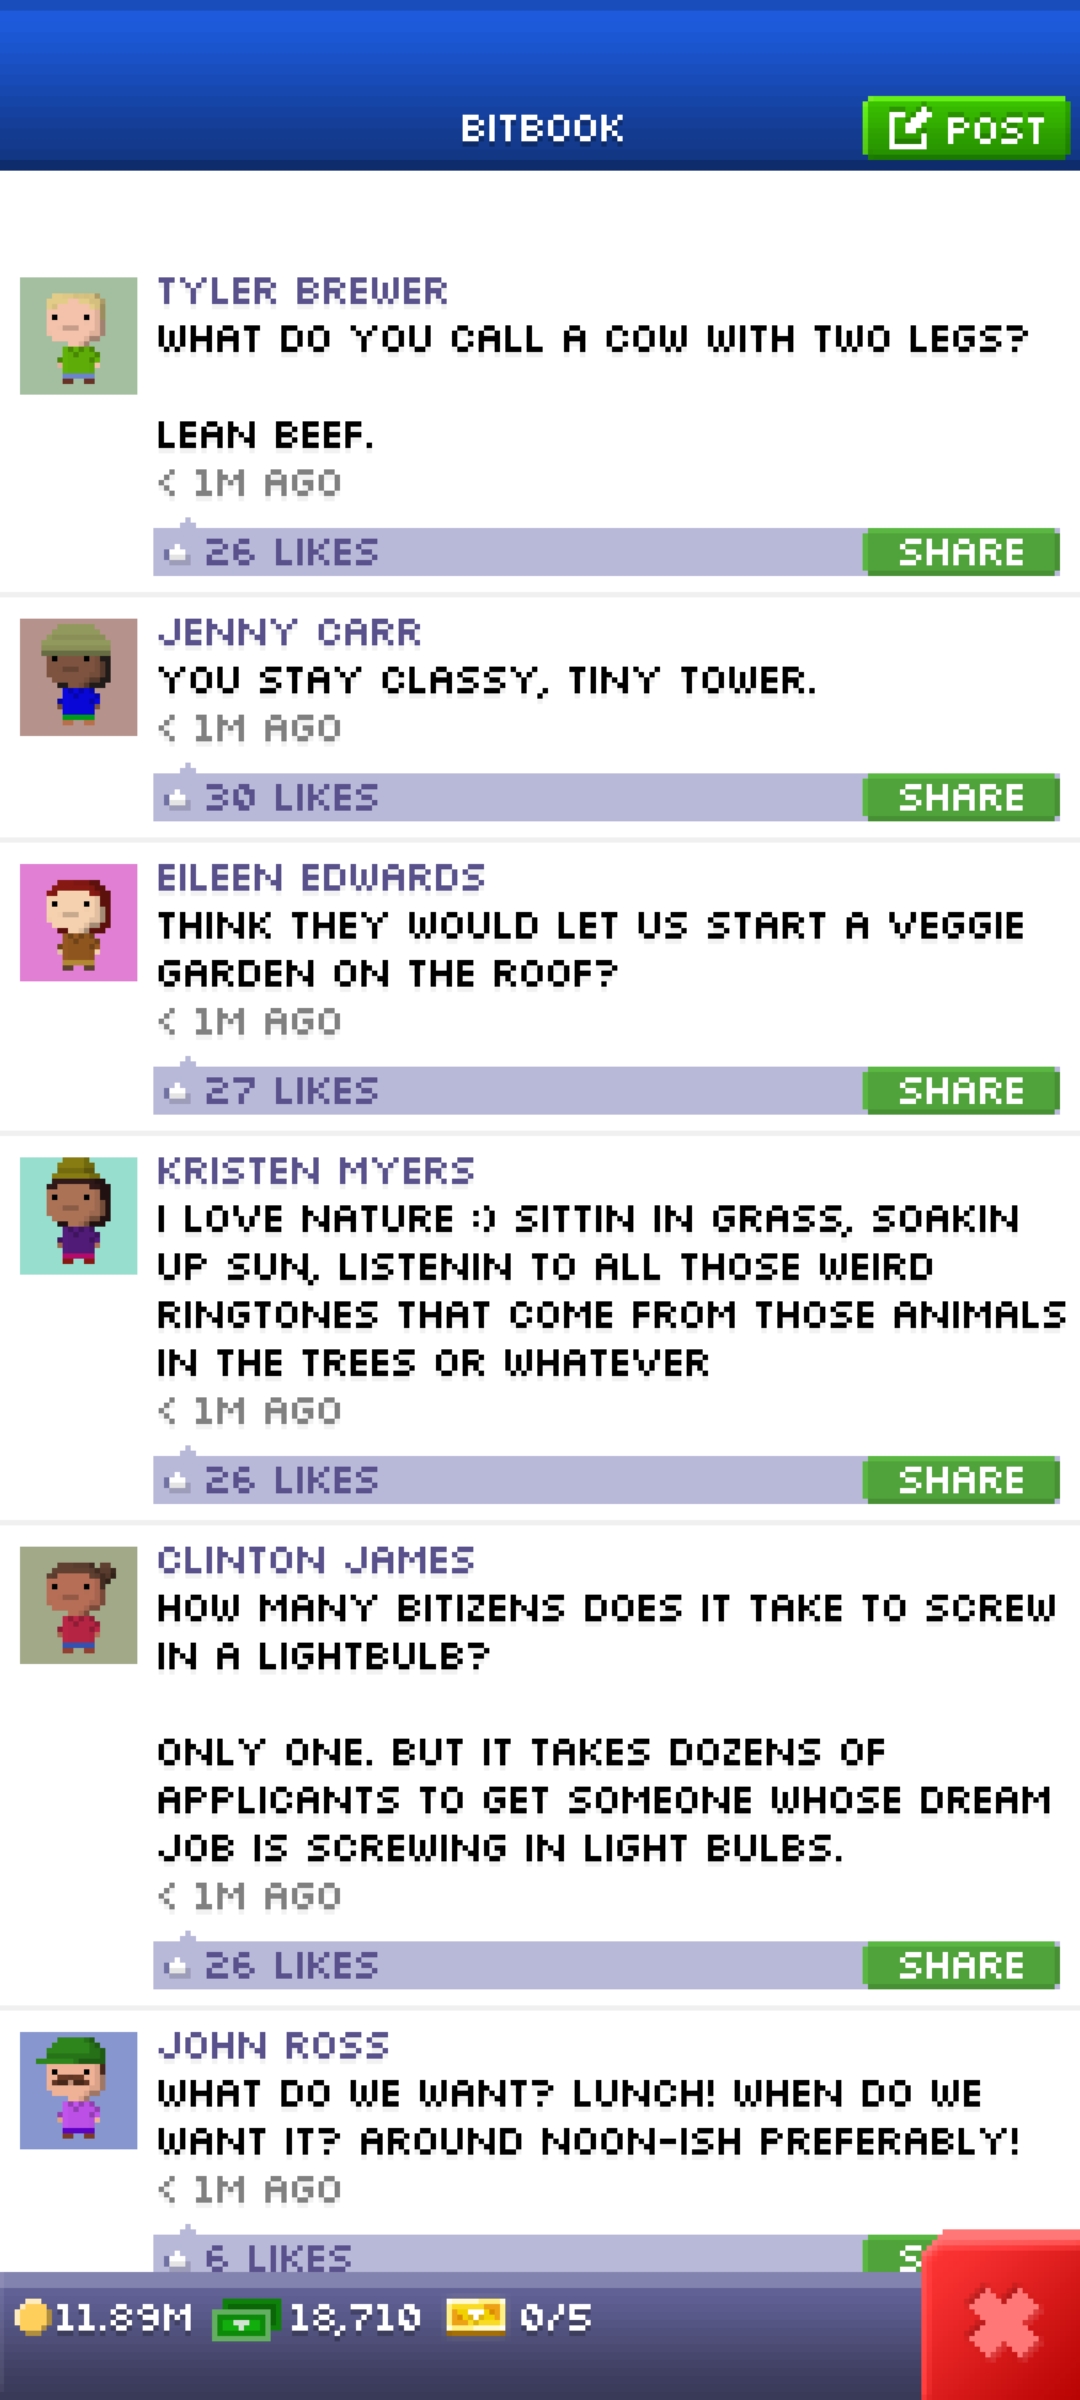 BITBOOK
POST
TYLER BREWER
WHAT DO YOU CALL A COW WITH TWO LEGS?
LEAN BEEF.
< 1M AGO
26 LIKES
SHARE
JENNY CARR
YOU STAY CLASSY, TINY TOWER.
< 1M AGO
30 LIKES
SHARE
EILEEN EDWARDS
THINK THEY WOULD LET US START A VEGGIE
GARDEN ON THE ROOF?
< 1M AGO
27 LIKES
SHARE
KRISTEN MYERS
I LOVE NATURE :) SITTIN IN GRASS, SOAKIN
UP SUN, LISTENIN TO ALL THOSE WEIRD
RINGTONES THAT COME FROM THOSE ANIMALS
IN THE TREES OR WHATEVER
< 1M AGO
26 LIKES
SHARE
CLINTON JAMES
HOW MANY BITIZENS DOES IT TAKE TO SCREW
IN A LIGHTBULB?
ONLY ONE. BUT IT TAKES DOZENS OF
APPLICANTS TO GET SOMEONE WHOSE DREAM
JOB IS SCREWING IN LIGHT BULBS.
< 1M AGO
26 LIKES
SHARE
JOHN ROSS
WHAT DO WE WANT? LUNCH! WHEN DO WE
WANT IT? AROUND NOON-ISH PREFERABLY!
< 1M AGO
6 LIKES
11.89M 18,710 0/5